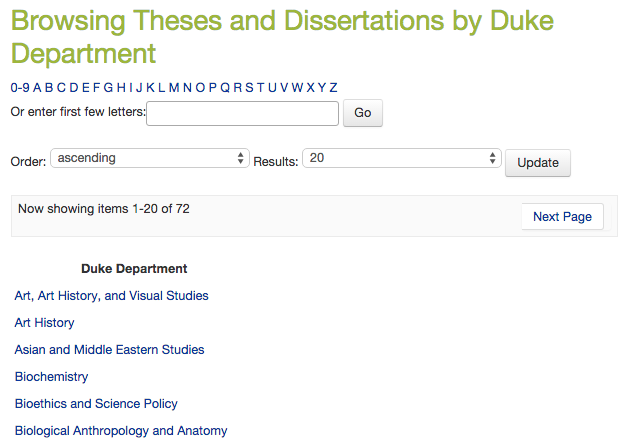 Browsing Theses and Dissertations by Duke
Department
0-9 A B C D E F G H I J K L M N O P Q R S T U V W X Y Z
Or enter first few letters: Go
Order: ascending Results: 20 Update
Now showing items 1-20 of 72
Next Page
Duke Department
Art, Art History, and Visual Studies
Art History
Asian and Middle Eastern Studies
Biochemistry
Bioethics and Science Policy
Biological Anthropology and Anatomy